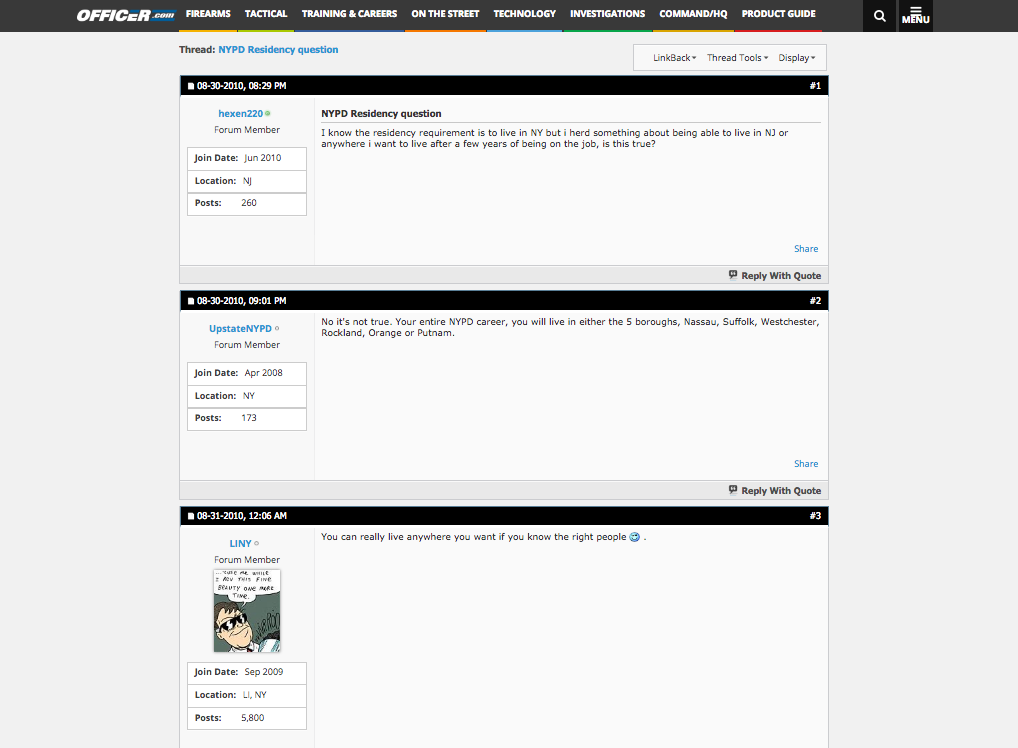 OFFICER.com FIREARMS TACTICAL TRAINING & CAREERS ON THE STREET TECHNOLOGY INVESTIGATIONS COMMAND/HQ PRODUCT GUIDE MENU
Thread: NYPD Residency question
LinkBack Thread Tools Display
08-30-2010, 08:29 PM #1
hexen220
Forum Member
Join Date: Jun 2010
Location: NJ
Posts: 260
NYPD Residency question
I know the residency requirement is to live in NY but i herd something about being able to live in NJ or
anywhere i want to live after a few years of being on the job, is this true?
Share
Reply With Quote
08-30-2010, 09:01 PM #2
UpstateNYPD
Forum Member
Join Date: Apr 2008
Location: NY
Posts: 173
No it's not true. Your entire NYPD career, you will live in either the 5 boroughs, Nassau, Suffolk, Westchester,
Rockland, Orange or Putnam.
Share
Reply With Quote
08-31-2010, 12:06 AM #3
LINY
Forum Member
ME WHILE
I THIS FINE
BEAUTY ONE MORE
TIME.
Join Date: Sep 2009
Location: LI, NY
Posts: 5,800
You can really live anywhere you want if you know the right people .